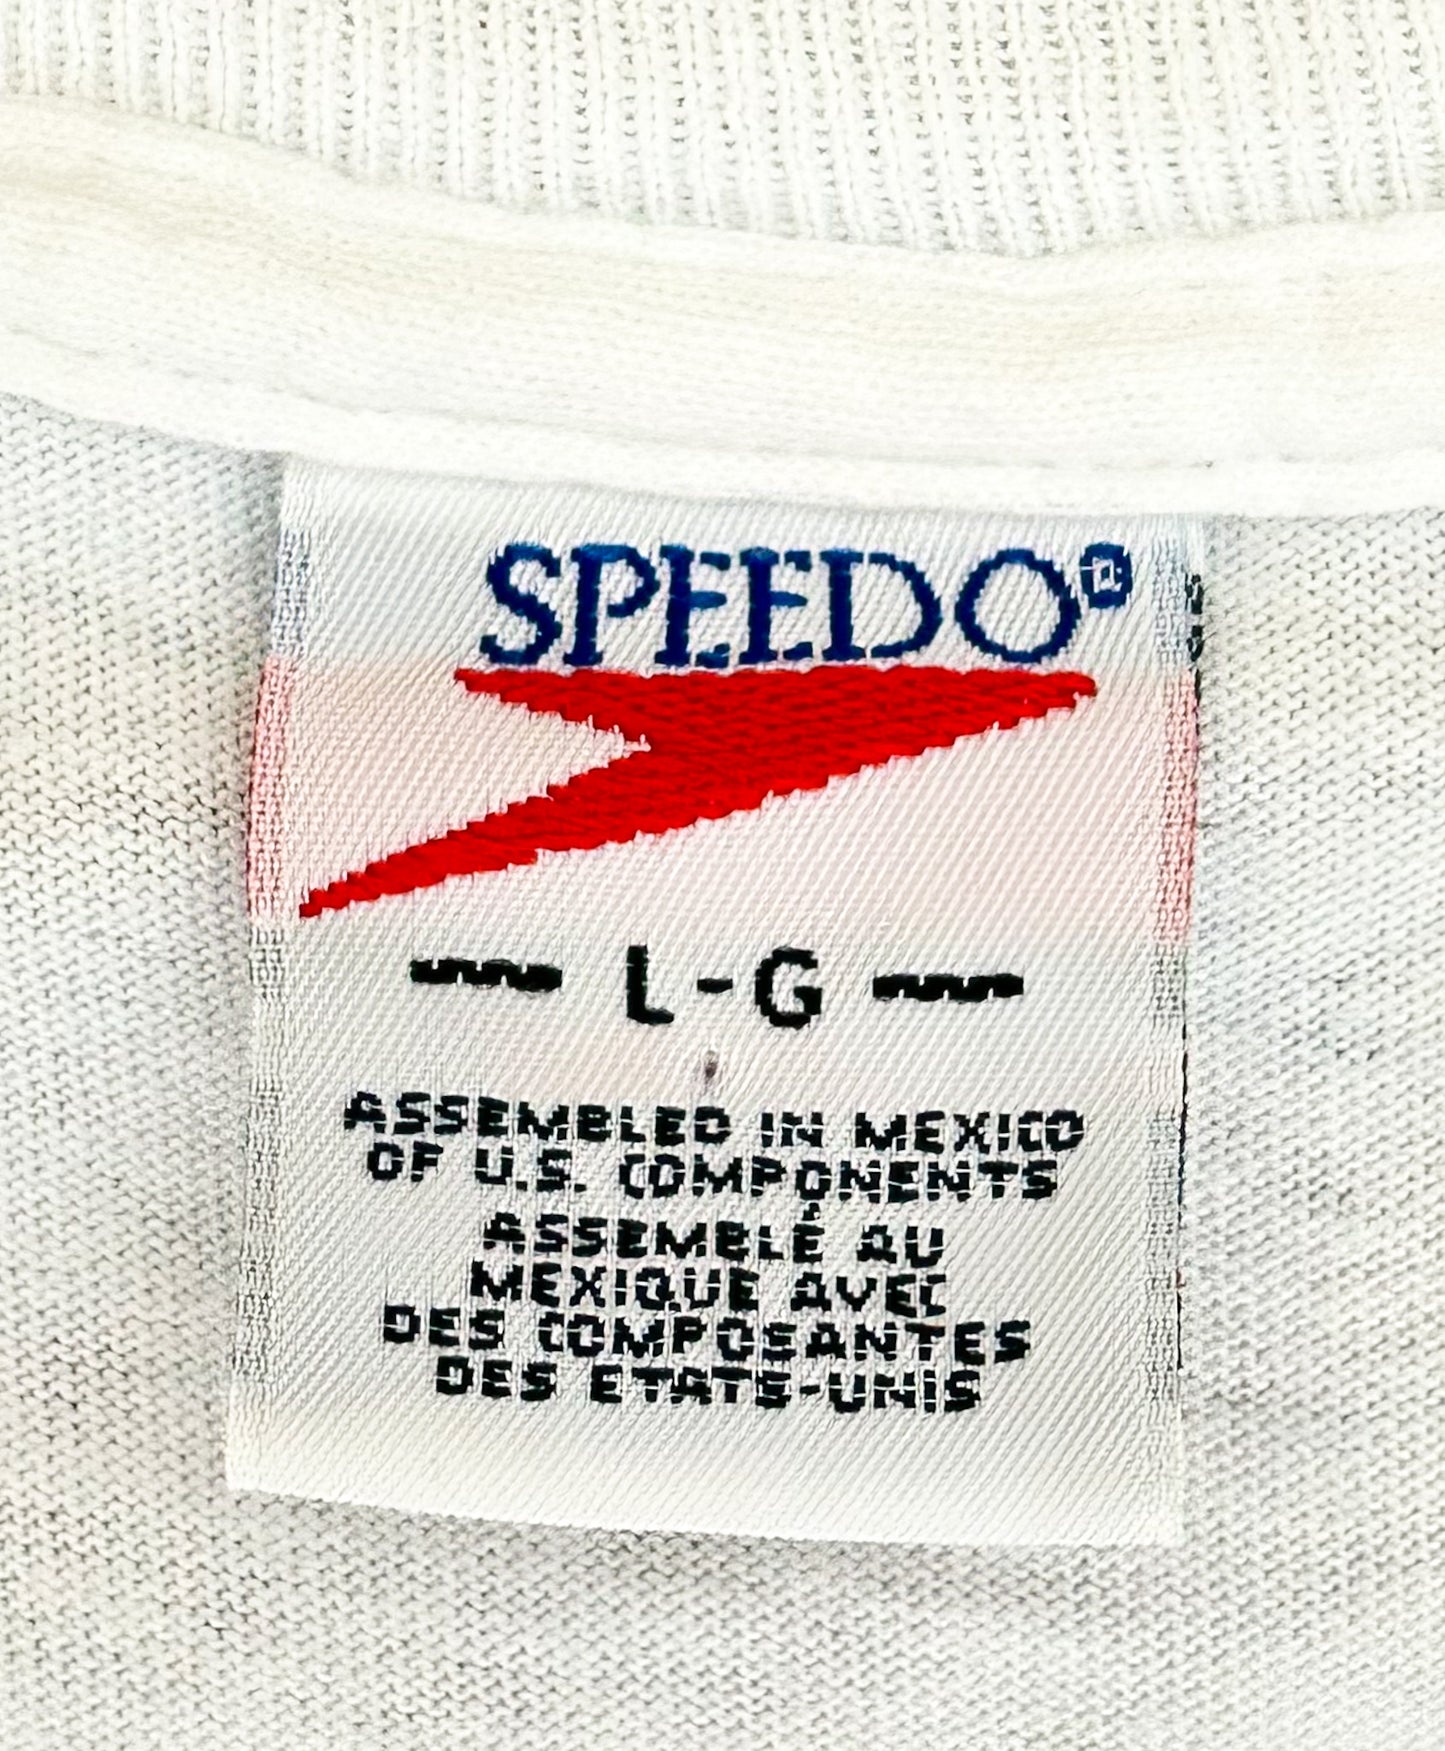 SPEEDO®
- L-G -
ASSEMBLED IN MEXICO
OF U.S. COMPONENTS
ASSEMBLÉ AU
MEXIQUE AVEC
DES COMPOSANTES
DES ETATS-UNIS